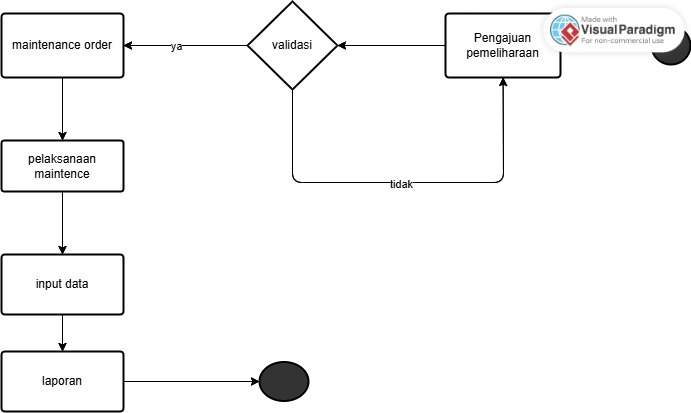 maintenance order
ya
validasi
Pengajuan
pemeliharaan
Made with
Visual Paradigm
For non-commercial use
pelaksanaan
maintence
tidak
input data
laporan